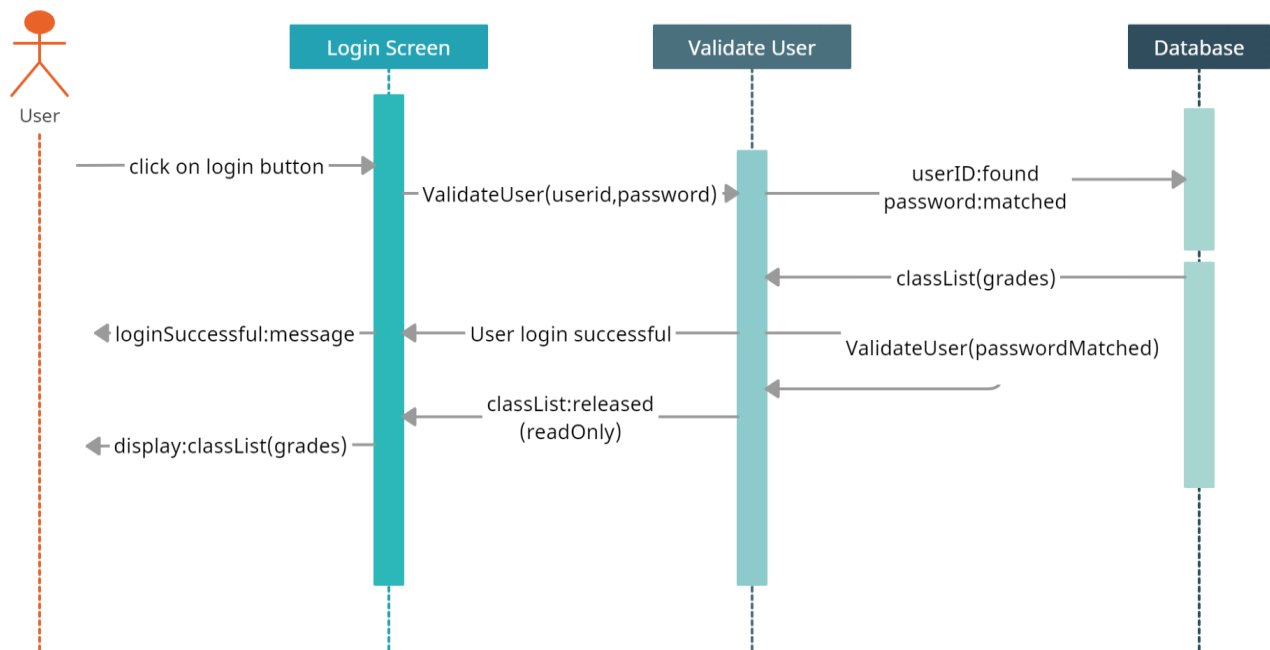 Login Screen
Validate User
Database
User
click on login button
ValidateUser(userid,password)
userID:found
password:matched
classList(grades)
loginSuccessful:message
User login successful
ValidateUser(passwordMatched)
classList:released
(readOnly)
display:classList(grades)